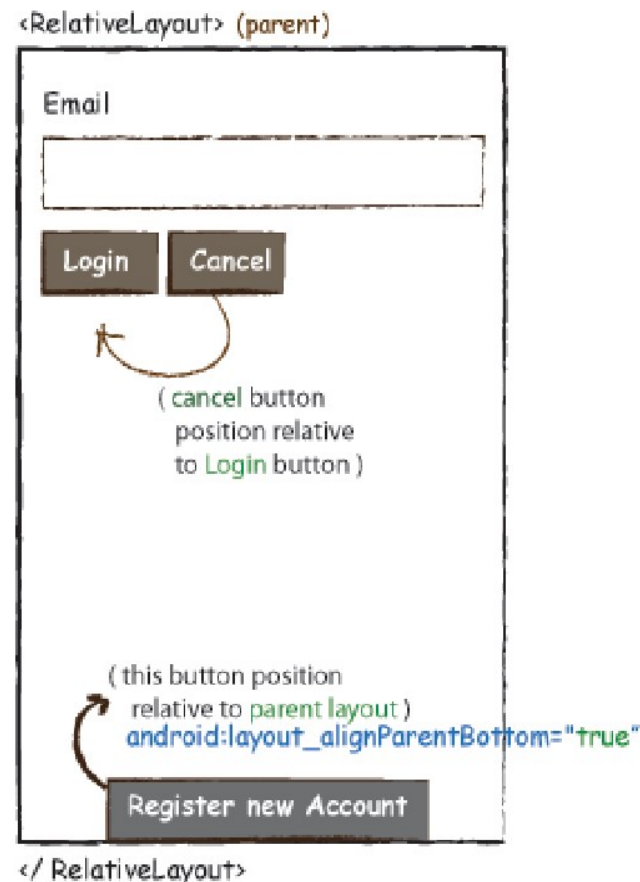 <RelativeLayout> (parent)
Email
Login Cancel
( cancel button
position relative
to Login button )
( this button position
relative to parent layout )
android:layout_alignParentBottom="true"
Register new Account
</ RelativeLayout>